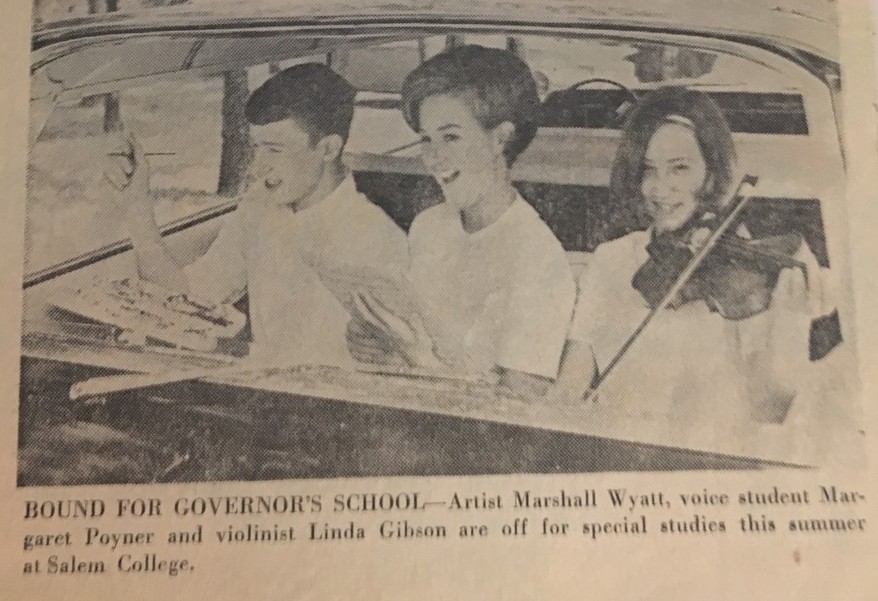 BOUND FOR GOVERNOR'S SCHOOL—Artist Marshall Wyatt, voice student Mar-
garet Poyner and violinist Linda Gibson are off for special studies this summer
at Salem College.